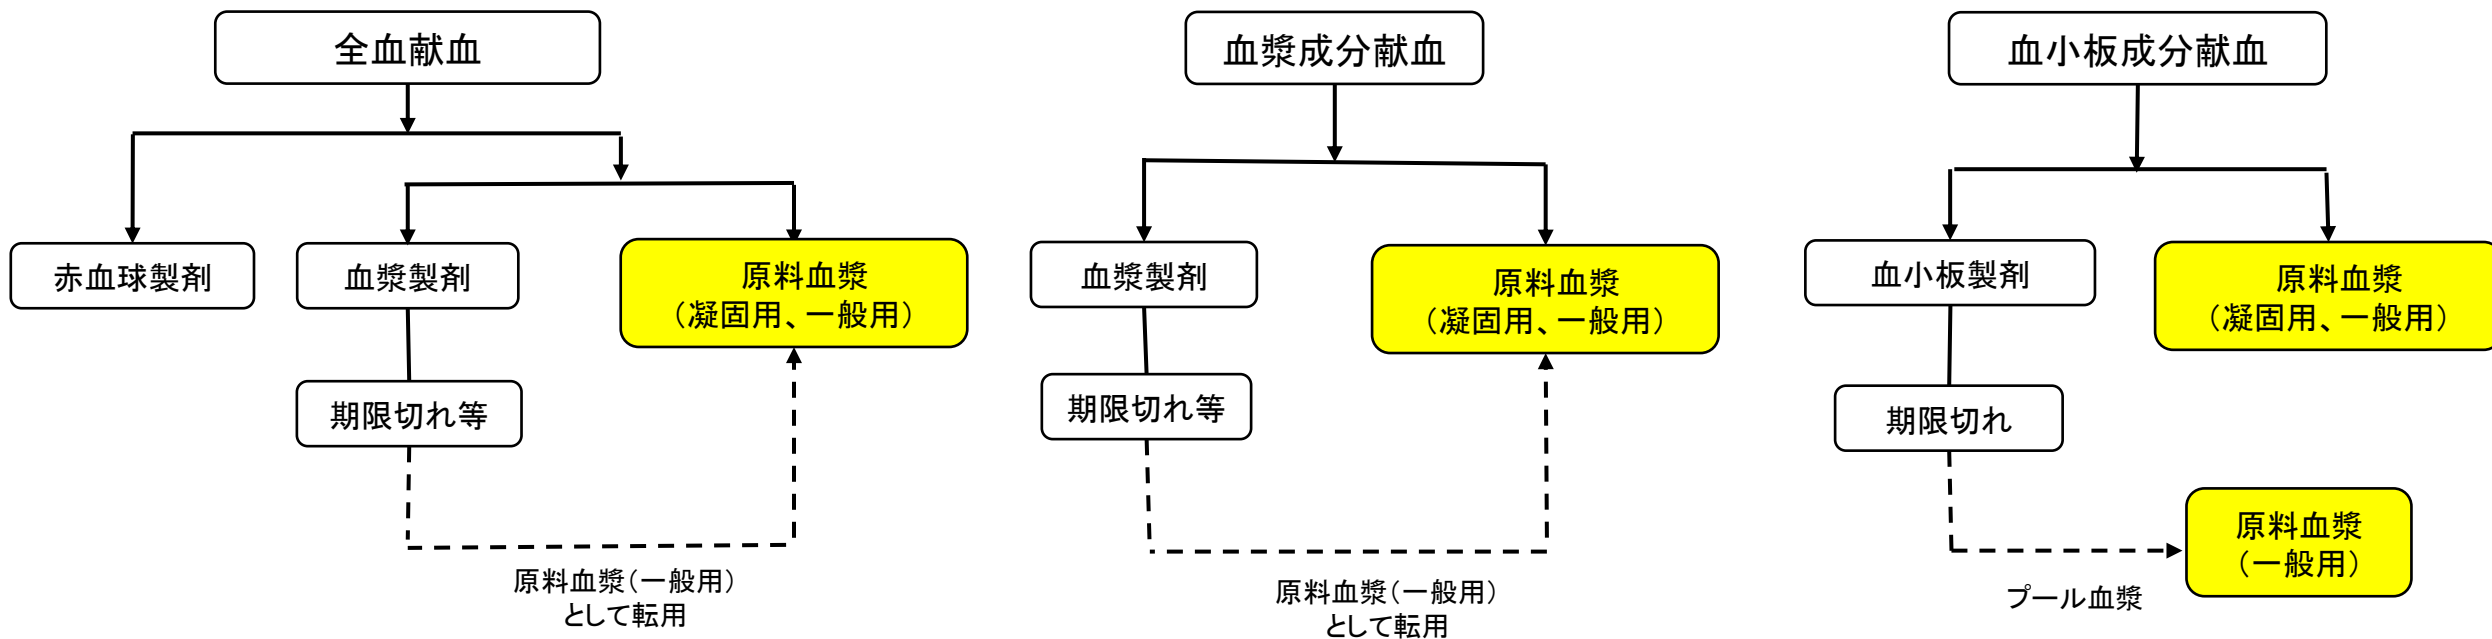 全血献血
血漿成分献血
血小板成分献血
赤血球製剤
血漿製剤
原料血漿
（凝固用、一般用）
血漿製剤
原料血漿
（凝固用、一般用）
血小板製剤
原料血漿
（凝固用、一般用）
期限切れ等
期限切れ等
期限切れ
原料血漿
（一般用）
原料血漿（一般用）
として転用
原料血漿（一般用）
として転用
プール血漿